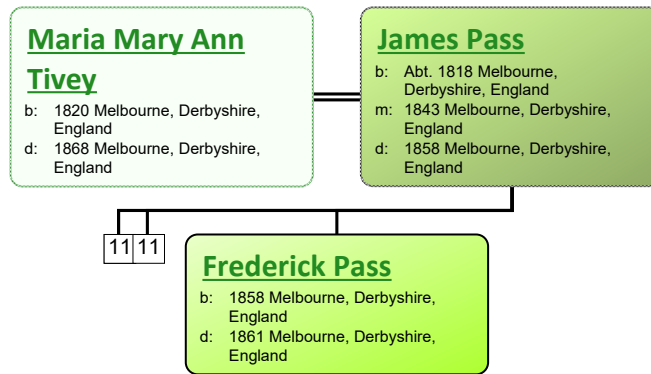 Maria Mary Ann
Tivey
b: 1820 Melbourne, Derbyshire,
England
d: 1868 Melbourne, Derbyshire,
England
James Pass
b: Abt. 1818 Melbourne,
Derbyshire, England
m: 1843 Melbourne, Derbyshire,
England
d: 1858 Melbourne, Derbyshire,
England
11 11
Frederick Pass
b: 1858 Melbourne, Derbyshire,
England
d: 1861 Melbourne, Derbyshire,
England